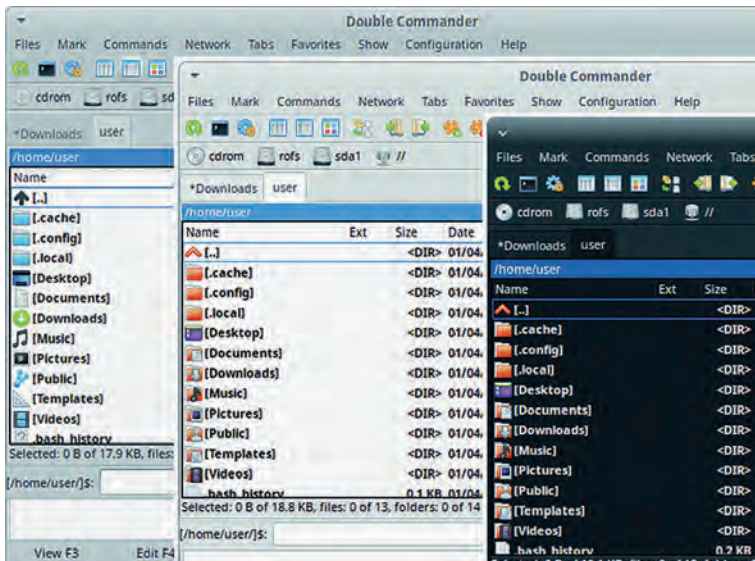 Double Commander
Files Mark Commands Network Tabs Favorites Show Configuration Help
cdrom rofs sd
*Downloads user
/home/user
Name
[..]
[.cache]
[.config]
[.local]
[Desktop]
[Documents]
[Downloads]
[Music]
[Pictures]
[Public]
[Templates]
[Videos]
.bash_history
Selected: 0 B of 17.9 KB, files:
[/home/user/]$:
View F3 Edit F4
Double Commander
Files Mark Commands Network Tabs Favorites Show Configuration Help
cdrom rofs sda1 //
*Downloads user
/home/user
Name Ext Size Date
[..] <DIR> 01/04,
[.cache] <DIR> 01/04,
[.config] <DIR> 01/04,
[.local] <DIR> 01/04,
[Desktop] <DIR> 01/04,
[Documents] <DIR> 01/04,
[Downloads] <DIR> 01/04,
[Music] <DIR> 01/04,
[Pictures] <DIR> 01/04,
[Public] <DIR> 01/04,
[Templates] <DIR> 01/04,
[Videos] <DIR> 01/04,
.bash_history 0.1 KB 01/04,
Selected: 0 B of 18.8 KB, files: 0 of 13, folders: 0 of 14
[/home/user/]$:
Files Mark Commands Network Tabs
cdrom rofs sda1 //
*Downloads user
/home/user
Name Ext Size
[..] <DIR>
[.cache] <DIR>
[.config] <DIR>
[.local] <DIR>
[Desktop] <DIR>
[Documents] <DIR>
[Downloads] <DIR>
[Music] <DIR>
[Pictures] <DIR>
[Public] <DIR>
[Templates] <DIR>
[Videos] <DIR>
.bash_history 0.2 KB